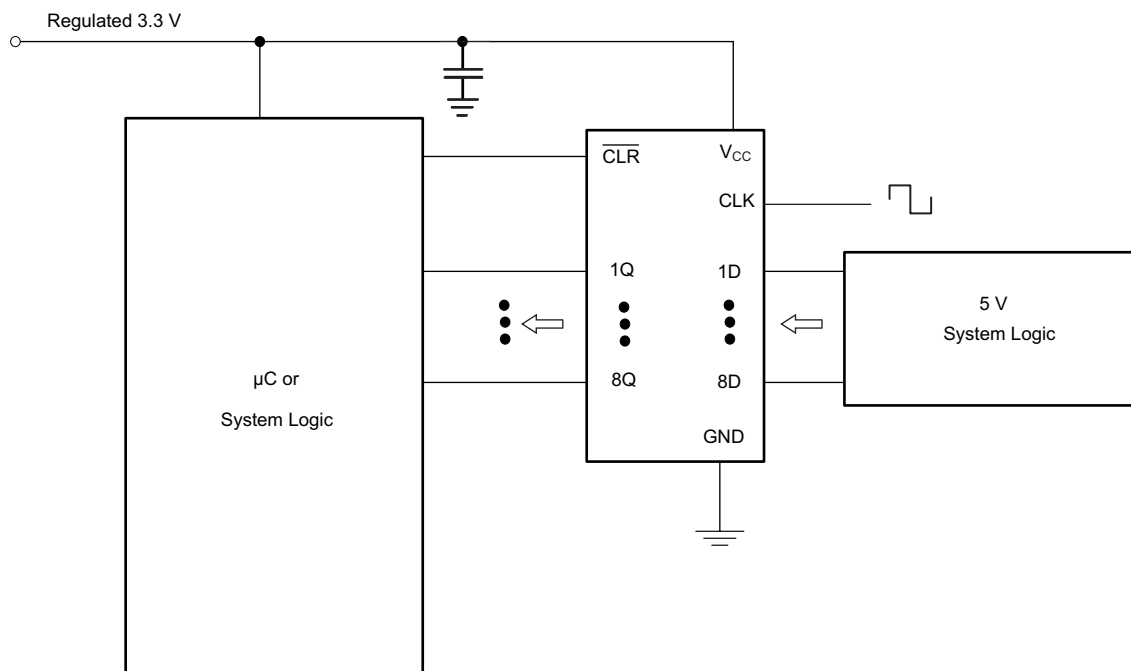 Regulated 3.3 V
CLR
VCC
CLK
1Q
1D
5 V
System Logic
µC or
System Logic
8Q
8D
GND